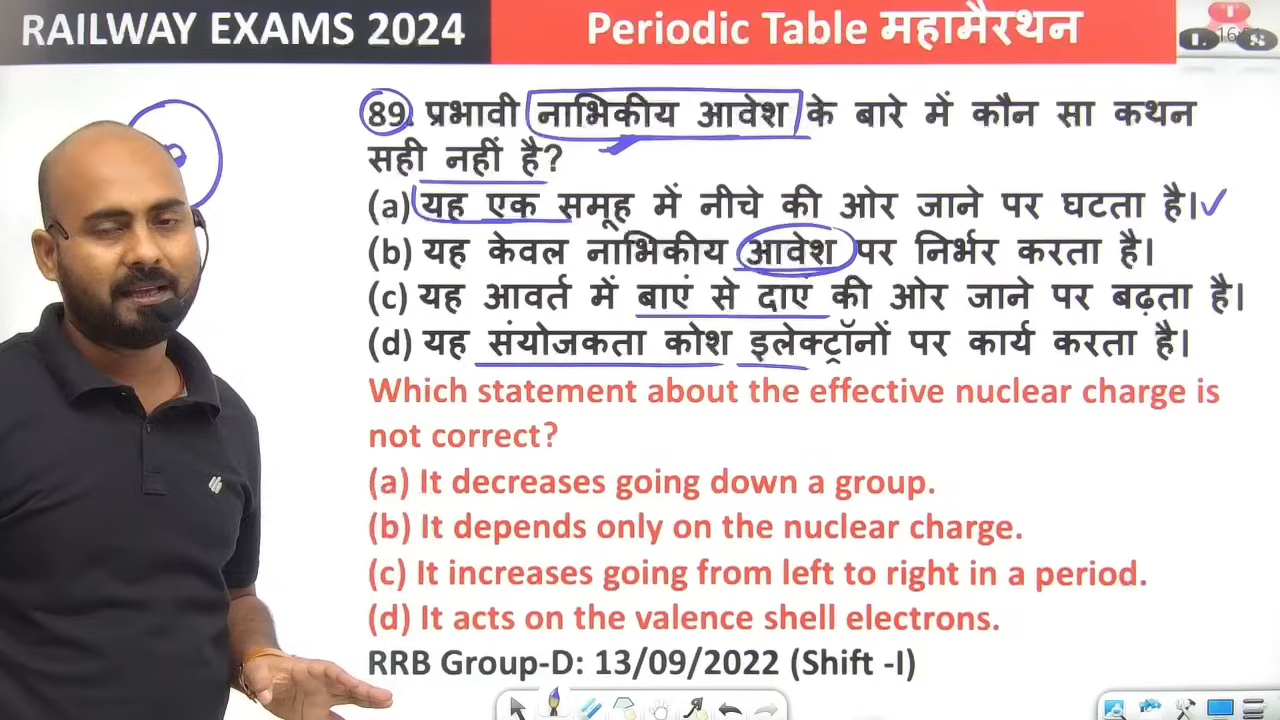 RAILWAY EXAMS 2024
Periodic Table महामैरथन
16:51
89. प्रभावी नाभिकीय आवेश के बारे में कौन सा कथन
सही नहीं है?
(a) यह एक समूह में नीचे की ओर जाने पर घटता है।
(b) यह केवल नाभिकीय आवेश पर निर्भर करता है।
(c) यह आवर्त में बाएं से दाएं की ओर जाने पर बढ़ता है।
(d) यह संयोजकता कोश इलेक्ट्रॉनों पर कार्य करता है।
Which statement about the effective nuclear charge is
not correct?
(a) It decreases going down a group.
(b) It depends only on the nuclear charge.
(c) It increases going from left to right in a period.
(d) It acts on the valence shell electrons.
RRB Group-D: 13/09/2022 (Shift -I)